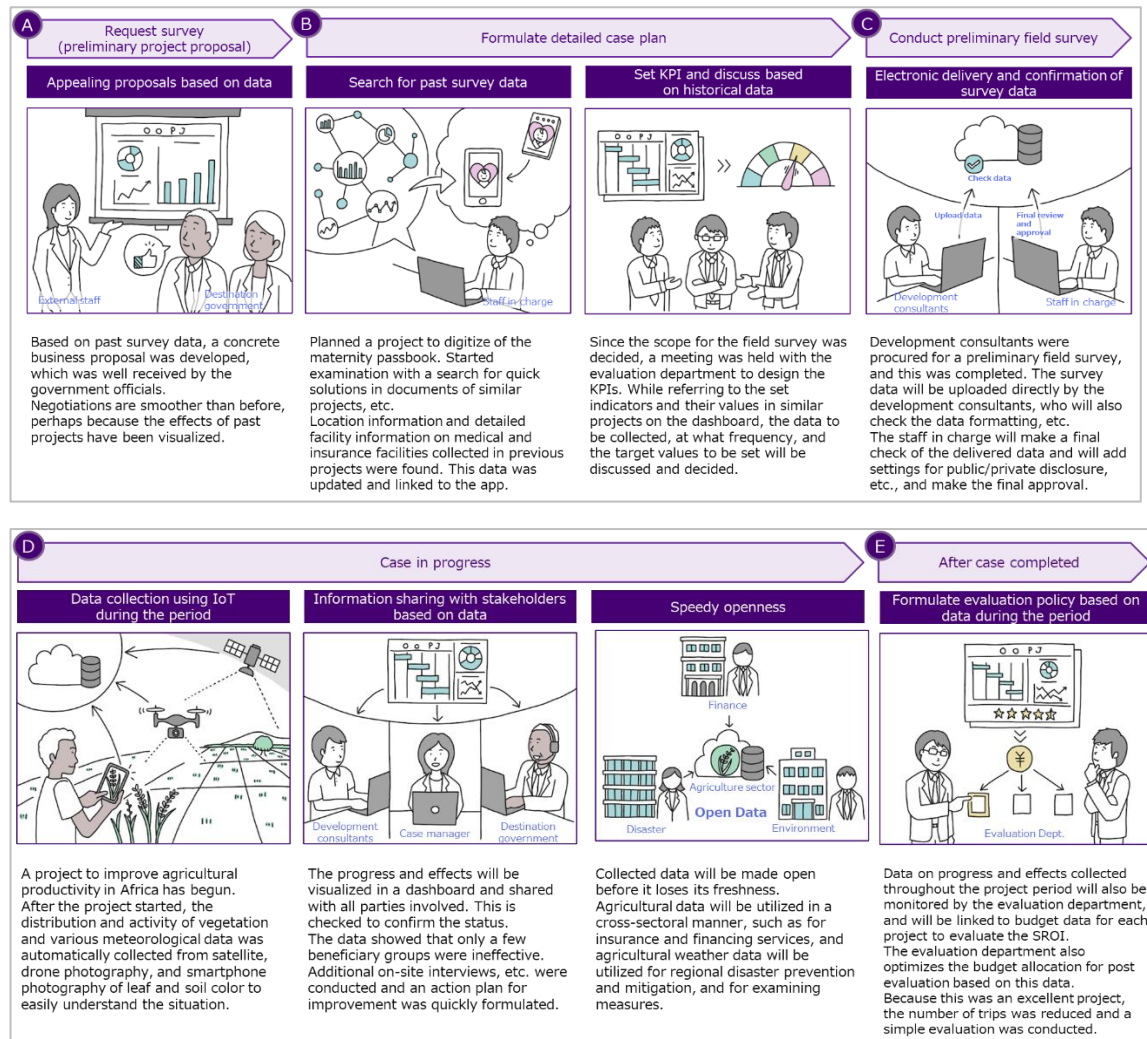 A
Request survey
(preliminary project proposal)
B
Formulate detailed case plan
C
Conduct preliminary field survey
Appealing proposals based on data
Search for past survey data
Set KPI and discuss based
on historical data
Electronic delivery and confirmation of
survey data
O O P J
External staff
Destination
government
Staff in charge
O O P J
Check data
Upload data
Final review
and
approval
Development
consultants
Staff in charge
Based on past survey data, a concrete
business proposal was developed,
which was well received by the
government officials.
Negotiations are smoother than before,
perhaps because the effects of past
projects have been visualized.
Planned a project to digitize of the
maternity passbook. Started
examination with a search for quick
solutions in documents of similar
projects, etc.
Location information and detailed
facility information on medical and
insurance facilities collected in previous
projects were found. This data was
updated and linked to the app.
Since the scope for the field survey was
decided, a meeting was held with the
evaluation department to design the
KPIs. While referring to the set
indicators and their values in similar
projects on the dashboard, the data to
be collected, at what frequency, and
the target values to be set will be
discussed and decided.
Development consultants were
procured for a preliminary field survey,
and this was completed. The survey
data will be uploaded directly by the
development consultants, who will also
check the data formatting, etc.
The staff in charge will make a final
check of the delivered data and will add
settings for public/private disclosure,
etc., and make the final approval.
D
Case in progress
E
After case completed
Data collection using IoT
during the period
Information sharing with stakeholders
based on data
Speedy openness
Formulate evaluation policy based on
data during the period
O O P J
Development
consultants
Case manager
Destination
government
Finance
Agriculture sector
Open Data
Disaster
Environment
O O P J
¥
Evaluation Dept.
A project to improve agricultural
productivity in Africa has begun.
After the project started, the
distribution and activity of vegetation
and various meteorological data was
automatically collected from satellite,
drone photography, and smartphone
photography of leaf and soil color to
easily understand the situation.
The progress and effects will be
visualized in a dashboard and shared
with all parties involved. This is
checked to confirm the status.
The data showed that only a few
beneficiary groups were ineffective.
Additional on-site interviews, etc. were
conducted and an action plan for
improvement was quickly formulated.
Collected data will be made open
before it loses its freshness.
Agricultural data will be utilized in a
cross-sectoral manner, such as for
insurance and financing services, and
agricultural weather data will be
utilized for regional disaster prevention
and mitigation, and for examining
measures.
Data on progress and effects collected
throughout the project period will also be
monitored by the evaluation department,
and will be linked to budget data for each
project to evaluate the SROI.
The evaluation department also
optimizes the budget allocation for post
evaluation based on this data.
Because this was an excellent project,
the number of trips was reduced and a
simple evaluation was conducted.